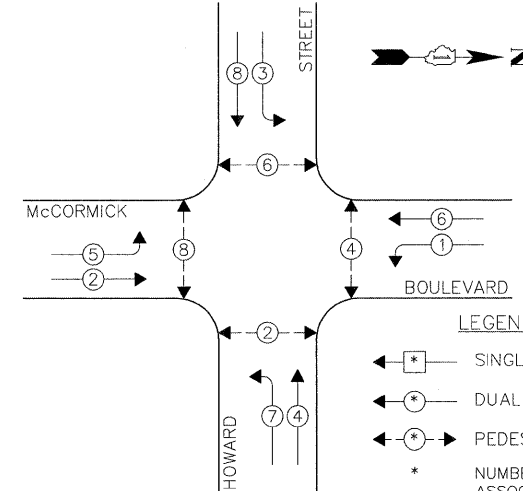 STREET
8
3
6
McCORMICK
5
2
8
4
6
1
BOULEVARD
2
7
4
HOWARD
LEGEN
* SINGL
* DUAL
* PEDES
* NUMBE
ASSOC